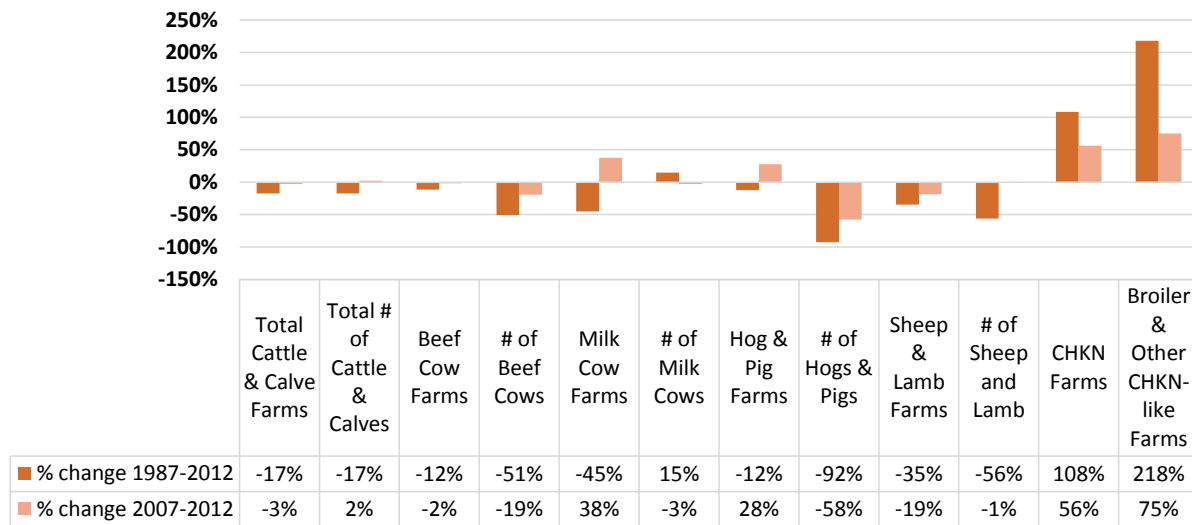 250%
200%
150%
100%
50%
0%
-50%
-100%
-150%
Total
Cattle
& Calve
Farms
Total #
of
Cattle
&
Calves
Beef
Cow
Farms
# of
Beef
Cows
Milk
Cow
Farms
# of
Milk
Cows
Hog &
Pig
Farms
# of
Hogs &
Pigs
Sheep
&
Lamb
Farms
# of
Sheep
and
Lamb
CHKN
Farms
Broiler
&
Other
CHKN-
like
Farms
% change 1987-2012 -17% -17% -12% -51% -45% 15% -12% -92% -35% -56% 108% 218%
% change 2007-2012 -3% 2% -2% -19% 38% -3% 28% -58% -19% -1% 56% 75%